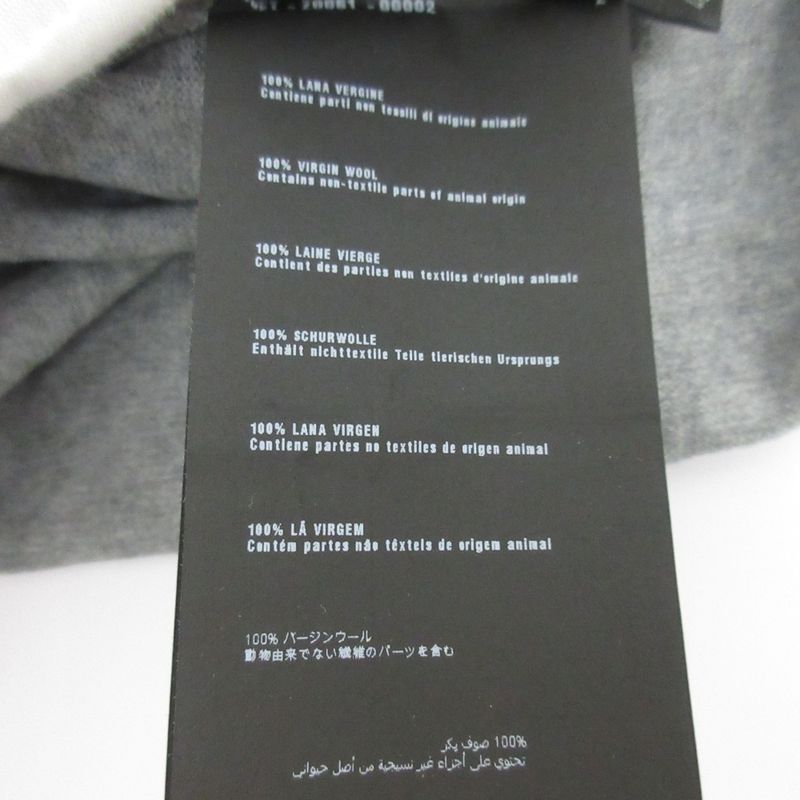 100% LANA VERGINE
Contiene parti non tessili di origine animale
100% VIRGIN WOOL
Contains non-textile parts of animal origin
100% LAINE VIERGE
Contient des parties non textiles d'origine animale
100% SCHURWOLLE
Enthält nichttextile Teile tierischen Ursprungs
100% LANA VIRGEN
Contiene partes no textiles de origen animal
100% LÃ VIRGEM
Contém partes não têxteis de origem animal
100% バージンウール
動物由来でない繊維のパーツを含む
100% صوف بكر
تحتوي على أجزاء غير نسيجية من أصل حيواني